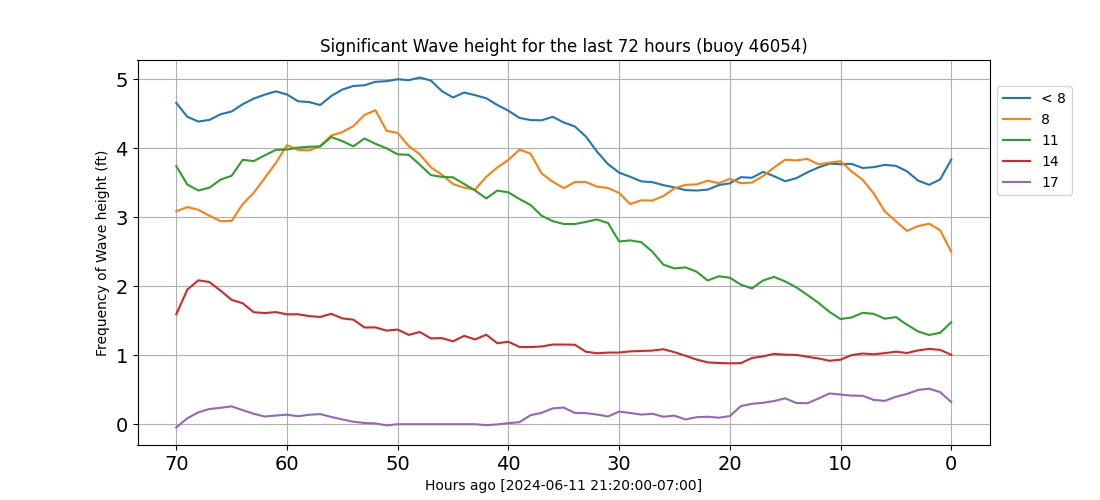 Significant Wave height for the last 72 hours (buoy 46054)
Frequency of Wave height (ft)
5
4
3
2
1
0
70 60 50 40 30 20 10 0
Hours ago [2024-06-11 21:20:00-07:00]
< 8
8
11
14
17